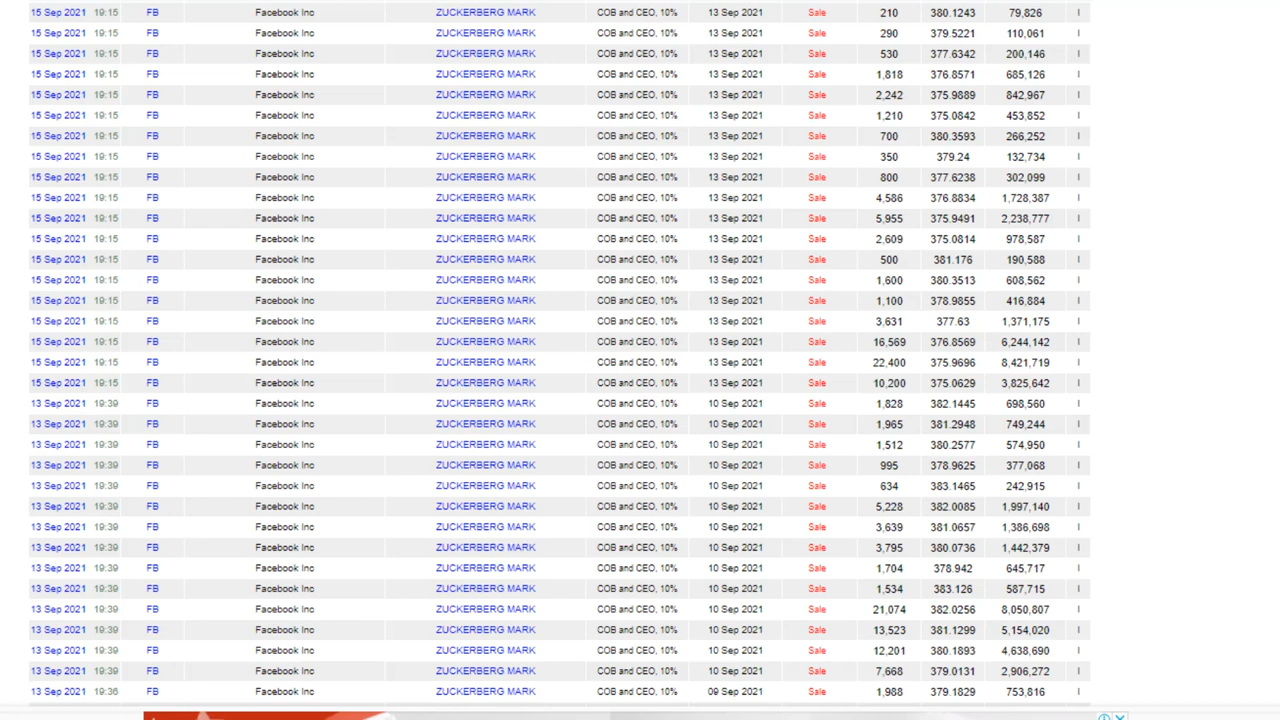 15 Sep 2021 19:15 FB Facebook Inc ZUCKERBERG MARK COB and CEO, 10% 13 Sep 2021 Sale 210 380.1243 79,826 I
15 Sep 2021 19:15 FB Facebook Inc ZUCKERBERG MARK COB and CEO, 10% 13 Sep 2021 Sale 290 379.5221 110,061 I
15 Sep 2021 19:15 FB Facebook Inc ZUCKERBERG MARK COB and CEO, 10% 13 Sep 2021 Sale 530 377.6342 200,146 I
15 Sep 2021 19:15 FB Facebook Inc ZUCKERBERG MARK COB and CEO, 10% 13 Sep 2021 Sale 1,818 376.8571 685,126 I
15 Sep 2021 19:15 FB Facebook Inc ZUCKERBERG MARK COB and CEO, 10% 13 Sep 2021 Sale 2,242 375.9889 842,967 I
15 Sep 2021 19:15 FB Facebook Inc ZUCKERBERG MARK COB and CEO, 10% 13 Sep 2021 Sale 1,210 375.0842 453,852 I
15 Sep 2021 19:15 FB Facebook Inc ZUCKERBERG MARK COB and CEO, 10% 13 Sep 2021 Sale 700 380.3593 266,252 I
15 Sep 2021 19:15 FB Facebook Inc ZUCKERBERG MARK COB and CEO, 10% 13 Sep 2021 Sale 350 379.24 132,734 I
15 Sep 2021 19:15 FB Facebook Inc ZUCKERBERG MARK COB and CEO, 10% 13 Sep 2021 Sale 800 377.6238 302,099 I
15 Sep 2021 19:15 FB Facebook Inc ZUCKERBERG MARK COB and CEO, 10% 13 Sep 2021 Sale 4,586 376.8834 1,728,387 I
15 Sep 2021 19:15 FB Facebook Inc ZUCKERBERG MARK COB and CEO, 10% 13 Sep 2021 Sale 5,955 375.9491 2,238,777 I
15 Sep 2021 19:15 FB Facebook Inc ZUCKERBERG MARK COB and CEO, 10% 13 Sep 2021 Sale 2,609 375.0814 978,587 I
15 Sep 2021 19:15 FB Facebook Inc ZUCKERBERG MARK COB and CEO, 10% 13 Sep 2021 Sale 500 381.176 190,588 I
15 Sep 2021 19:15 FB Facebook Inc ZUCKERBERG MARK COB and CEO, 10% 13 Sep 2021 Sale 1,600 380.3513 608,562 I
15 Sep 2021 19:15 FB Facebook Inc ZUCKERBERG MARK COB and CEO, 10% 13 Sep 2021 Sale 1,100 378.9855 416,884 I
15 Sep 2021 19:15 FB Facebook Inc ZUCKERBERG MARK COB and CEO, 10% 13 Sep 2021 Sale 3,631 377.63 1,371,175 I
15 Sep 2021 19:15 FB Facebook Inc ZUCKERBERG MARK COB and CEO, 10% 13 Sep 2021 Sale 16,569 376.8569 6,244,142 I
15 Sep 2021 19:15 FB Facebook Inc ZUCKERBERG MARK COB and CEO, 10% 13 Sep 2021 Sale 22,400 375.9696 8,421,719 I
15 Sep 2021 19:15 FB Facebook Inc ZUCKERBERG MARK COB and CEO, 10% 13 Sep 2021 Sale 10,200 375.0629 3,825,642 I
13 Sep 2021 19:39 FB Facebook Inc ZUCKERBERG MARK COB and CEO, 10% 10 Sep 2021 Sale 1,828 382.1445 698,560 I
13 Sep 2021 19:39 FB Facebook Inc ZUCKERBERG MARK COB and CEO, 10% 10 Sep 2021 Sale 1,965 381.2948 749,244 I
13 Sep 2021 19:39 FB Facebook Inc ZUCKERBERG MARK COB and CEO, 10% 10 Sep 2021 Sale 1,512 380.2577 574,950 I
13 Sep 2021 19:39 FB Facebook Inc ZUCKERBERG MARK COB and CEO, 10% 10 Sep 2021 Sale 995 378.9625 377,068 I
13 Sep 2021 19:39 FB Facebook Inc ZUCKERBERG MARK COB and CEO, 10% 10 Sep 2021 Sale 634 383.1465 242,915 I
13 Sep 2021 19:39 FB Facebook Inc ZUCKERBERG MARK COB and CEO, 10% 10 Sep 2021 Sale 5,228 382.0085 1,997,140 I
13 Sep 2021 19:39 FB Facebook Inc ZUCKERBERG MARK COB and CEO, 10% 10 Sep 2021 Sale 3,639 381.0657 1,386,698 I
13 Sep 2021 19:39 FB Facebook Inc ZUCKERBERG MARK COB and CEO, 10% 10 Sep 2021 Sale 3,795 380.0736 1,442,379 I
13 Sep 2021 19:39 FB Facebook Inc ZUCKERBERG MARK COB and CEO, 10% 10 Sep 2021 Sale 1,704 378.942 645,717 I
13 Sep 2021 19:39 FB Facebook Inc ZUCKERBERG MARK COB and CEO, 10% 10 Sep 2021 Sale 1,534 383.126 587,715 I
13 Sep 2021 19:39 FB Facebook Inc ZUCKERBERG MARK COB and CEO, 10% 10 Sep 2021 Sale 21,074 382.0256 8,050,807 I
13 Sep 2021 19:39 FB Facebook Inc ZUCKERBERG MARK COB and CEO, 10% 10 Sep 2021 Sale 13,523 381.1299 5,154,020 I
13 Sep 2021 19:39 FB Facebook Inc ZUCKERBERG MARK COB and CEO, 10% 10 Sep 2021 Sale 12,201 380.1893 4,638,690 I
13 Sep 2021 19:39 FB Facebook Inc ZUCKERBERG MARK COB and CEO, 10% 10 Sep 2021 Sale 7,668 379.0131 2,906,272 I
13 Sep 2021 19:36 FB Facebook Inc ZUCKERBERG MARK COB and CEO, 10% 09 Sep 2021 Sale 1,988 379.1829 753,816 I